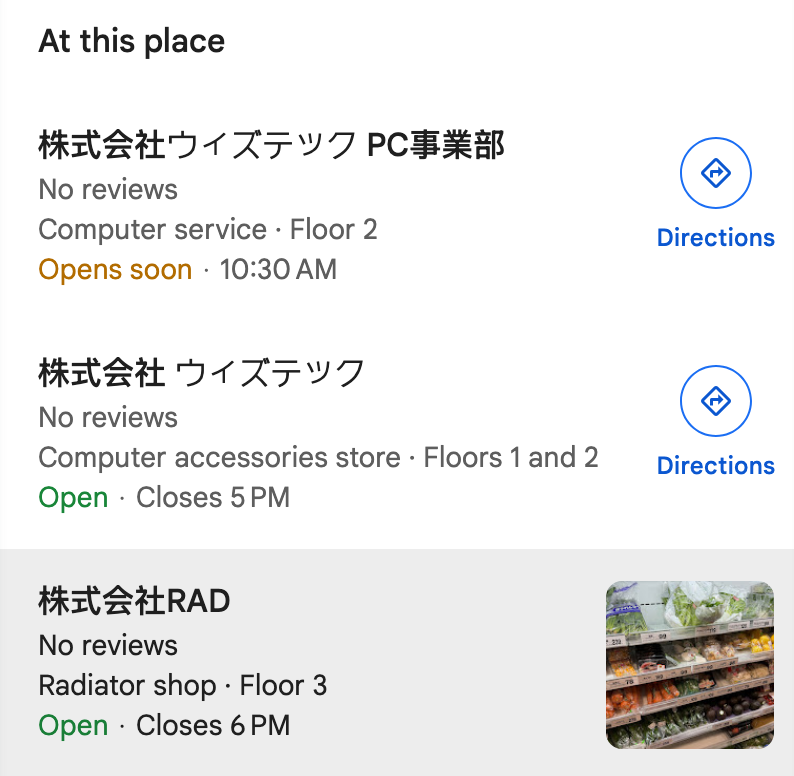 At this place
株式会社ウィズテック PC事業部
No reviews
Computer service · Floor 2
Opens soon · 10:30 AM
Directions
株式会社 ウィズテック
No reviews
Computer accessories store · Floors 1 and 2
Open · Closes 5 PM
Directions
株式会社RAD
No reviews
Radiator shop · Floor 3
Open · Closes 6 PM